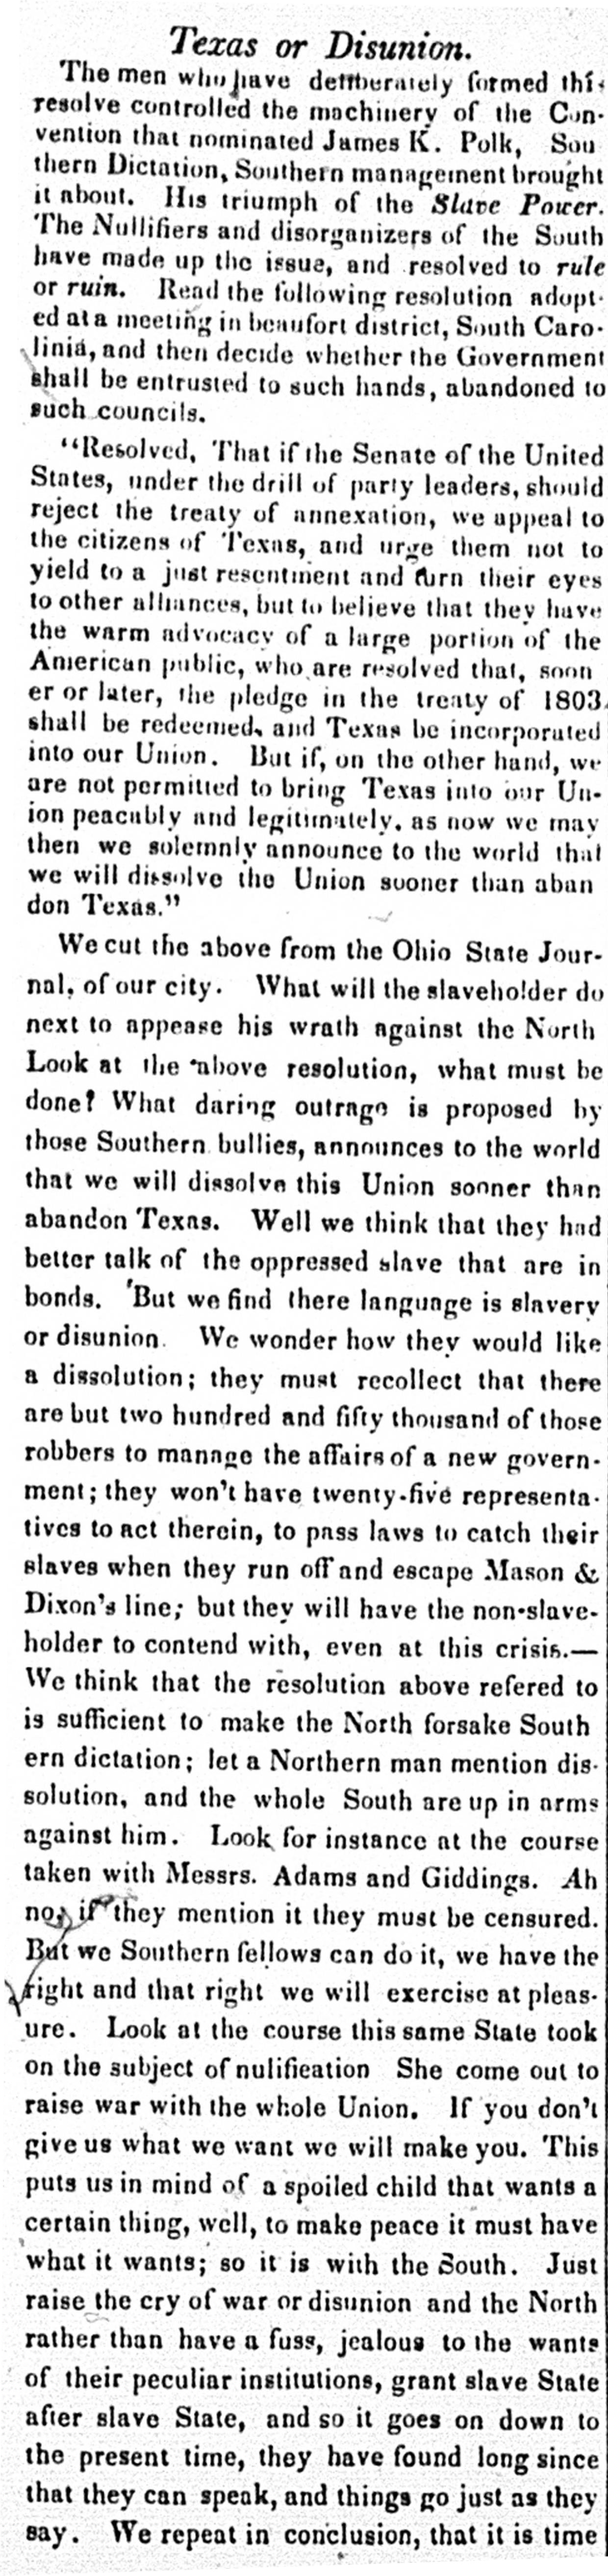 Texas or Disunion.
The men who have deliberately formed this
resolve controlled the machinery of the Con-
vention that nominated James K. Polk, Sou
thern Dictation, Southern management brought
it about. His triumph of the Slave Power.
The Nullifiers and disorganizers of the South
have made up the issue, and resolved to rule
or ruin. Read the following resolution adopt-
ed at a meeting in beaufort district, South Caro-
linia, and then decide whether the Government
shall be entrusted to such hands, abandoned to
such councils.
"Resolved, That if the Senate of the United
States, under the drill of party leaders, should
reject the treaty of annexation, we appeal to
the citizens of Texas, and urge them not to
yield to a just resentment and turn their eyes
to other alliances, but to believe that they have
the warm advocacy of a large portion of the
American public, who are resolved that, soon
er or later, the pledge in the treaty of 1803
shall be redeemed, and Texas be incorporated
into our Union. But if, on the other hand, we
are not permitted to bring Texas into our Un-
ion peacably and legitimately, as now we may
then we solemnly announce to the world that
we will dissolve the Union sooner than aban
don Texas."
We cut the above from the Ohio State Jour-
nal, of our city. What will the slaveholder do
next to appease his wrath against the North
Look at the above resolution, what must be
done? What daring outrage is proposed by
those Southern bullies, announces to the world
that we will dissolve this Union sooner than
abandon Texas. Well we think that they had
better talk of the oppressed slave that are in
bonds. 'But we find there language is slavery
or disunion. We wonder how they would like
a dissolution; they must recollect that there
are but two hundred and fifty thousand of those
robbers to manage the affairs of a new govern-
ment; they won't have twenty-five representa-
tives to act therein, to pass laws to catch their
slaves when they run off and escape Mason &
Dixon's line; but they will have the non-slave-
holder to contend with, even at this crisis.—
We think that the resolution above refered to
is sufficient to make the North forsake South
ern dictation; let a Northern man mention dis-
solution, and the whole South are up in arms
against him. Look for instance at the course
taken with Messrs. Adams and Giddings. Ah
no, if they mention it they must be censured.
But we Southern fellows can do it, we have the
right and that right we will exercise at pleas-
ure. Look at the course this same State took
on the subject of nulification She come out to
raise war with the whole Union. If you don't
give us what we want we will make you. This
puts us in mind of a spoiled child that wants a
certain thing, well, to make peace it must have
what it wants; so it is with the South. Just
raise the cry of war or disunion and the North
rather than have a fuss, jealous to the wants
of their peculiar institutions, grant slave State
after slave State, and so it goes on down to
the present time, they have found long since
that they can speak, and things go just as they
say. We repeat in conclusion, that it is time